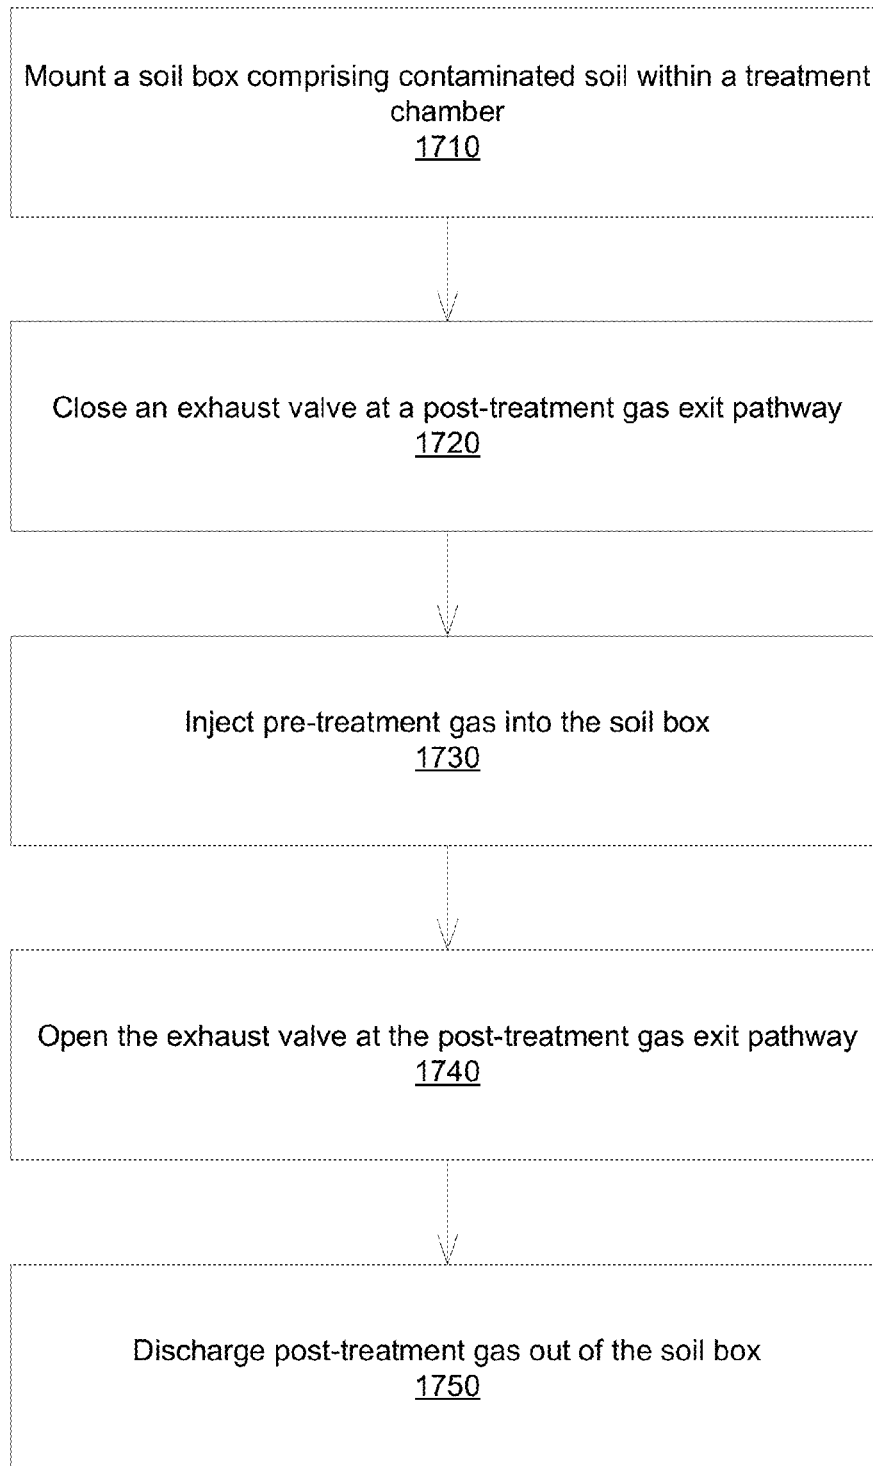 Mount a soil box comprising contaminated soil within a treatment
chamber
1710
Close an exhaust valve at a post-treatment gas exit pathway
1720
Inject pre-treatment gas into the soil box
1730
Open the exhaust valve at the post-treatment gas exit pathway
1740
Discharge post-treatment gas out of the soil box
1750